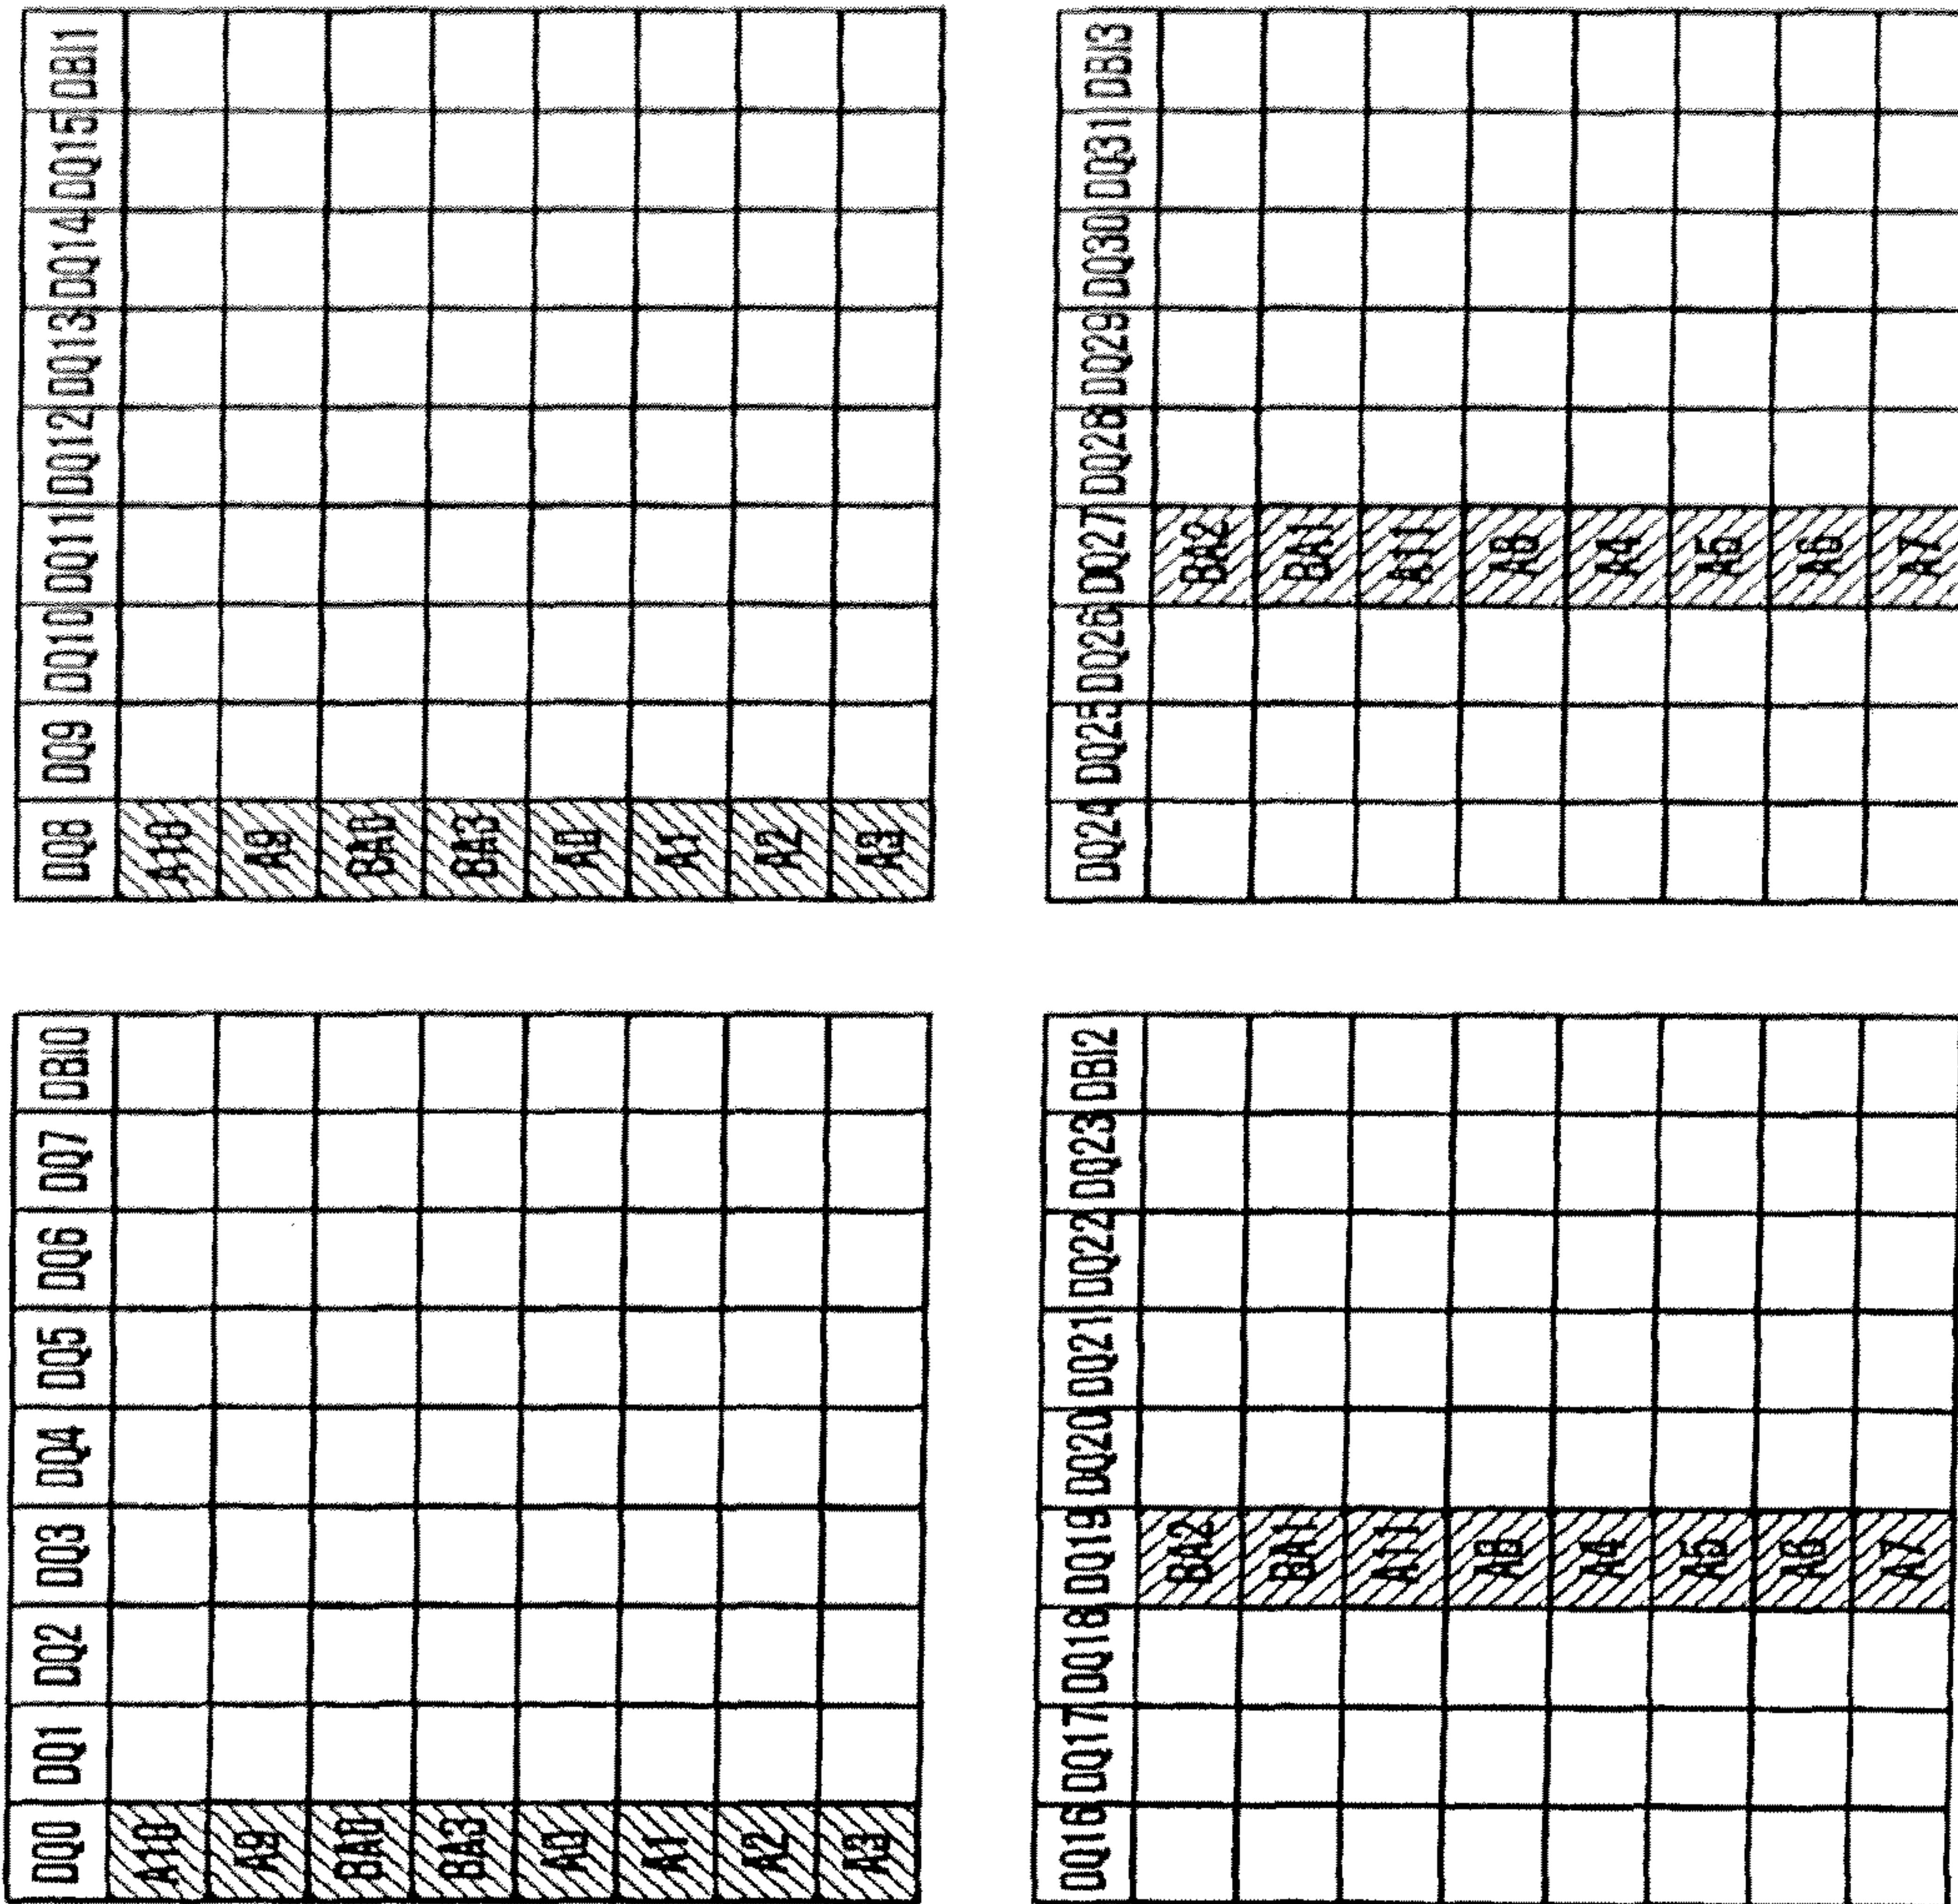 DQ0 DQ1 DQ2 DQ3 DQ4 DQ5 DQ6 DQ7 DBI0
A10
A9
BA0
BA3
A0
A1
A2
A3
DQ8 DQ9 DQ10 DQ11 DQ12 DQ13 DQ14 DQ15 DBI1
A10
A9
BA0
BA3
A0
A1
A2
A3
DQ16 DQ17 DQ18 DQ19 DQ20 DQ21 DQ22 DQ23 DBI2
BA2
BA1
A11
A8
A4
A5
A6
A7
DQ24 DQ25 DQ26 DQ27 DQ28 DQ29 DQ30 DQ31 DBI3
BA2
BA1
A11
A8
A4
A5
A6
A7